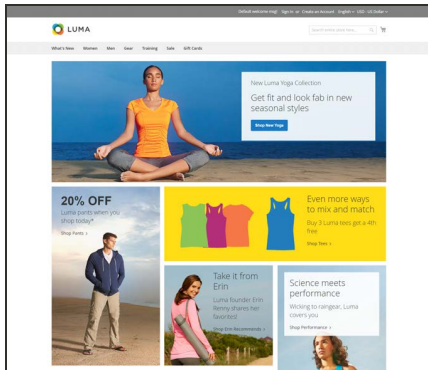 Default welcome msg! Sign In or Create an Account English USD - US Dollar
LUMA
Search entire store here...
What's New Women Men Gear Training Sale Gift Cards
New Luma Yoga Collection
Get fit and look fab in new
seasonal styles
Shop New Yoga
20% OFF
Luma pants when you
shop today*
Shop Pants >
Even more ways
to mix and match
Buy 3 Luma tees get a 4th
free
Shop Tees >
Take it from
Erin
Luma founder Erin
Renny shares her
favorites!
Shop Erin Recommends >
Science meets
performance
Wicking to raingear, Luma
covers you
Shop Performance >